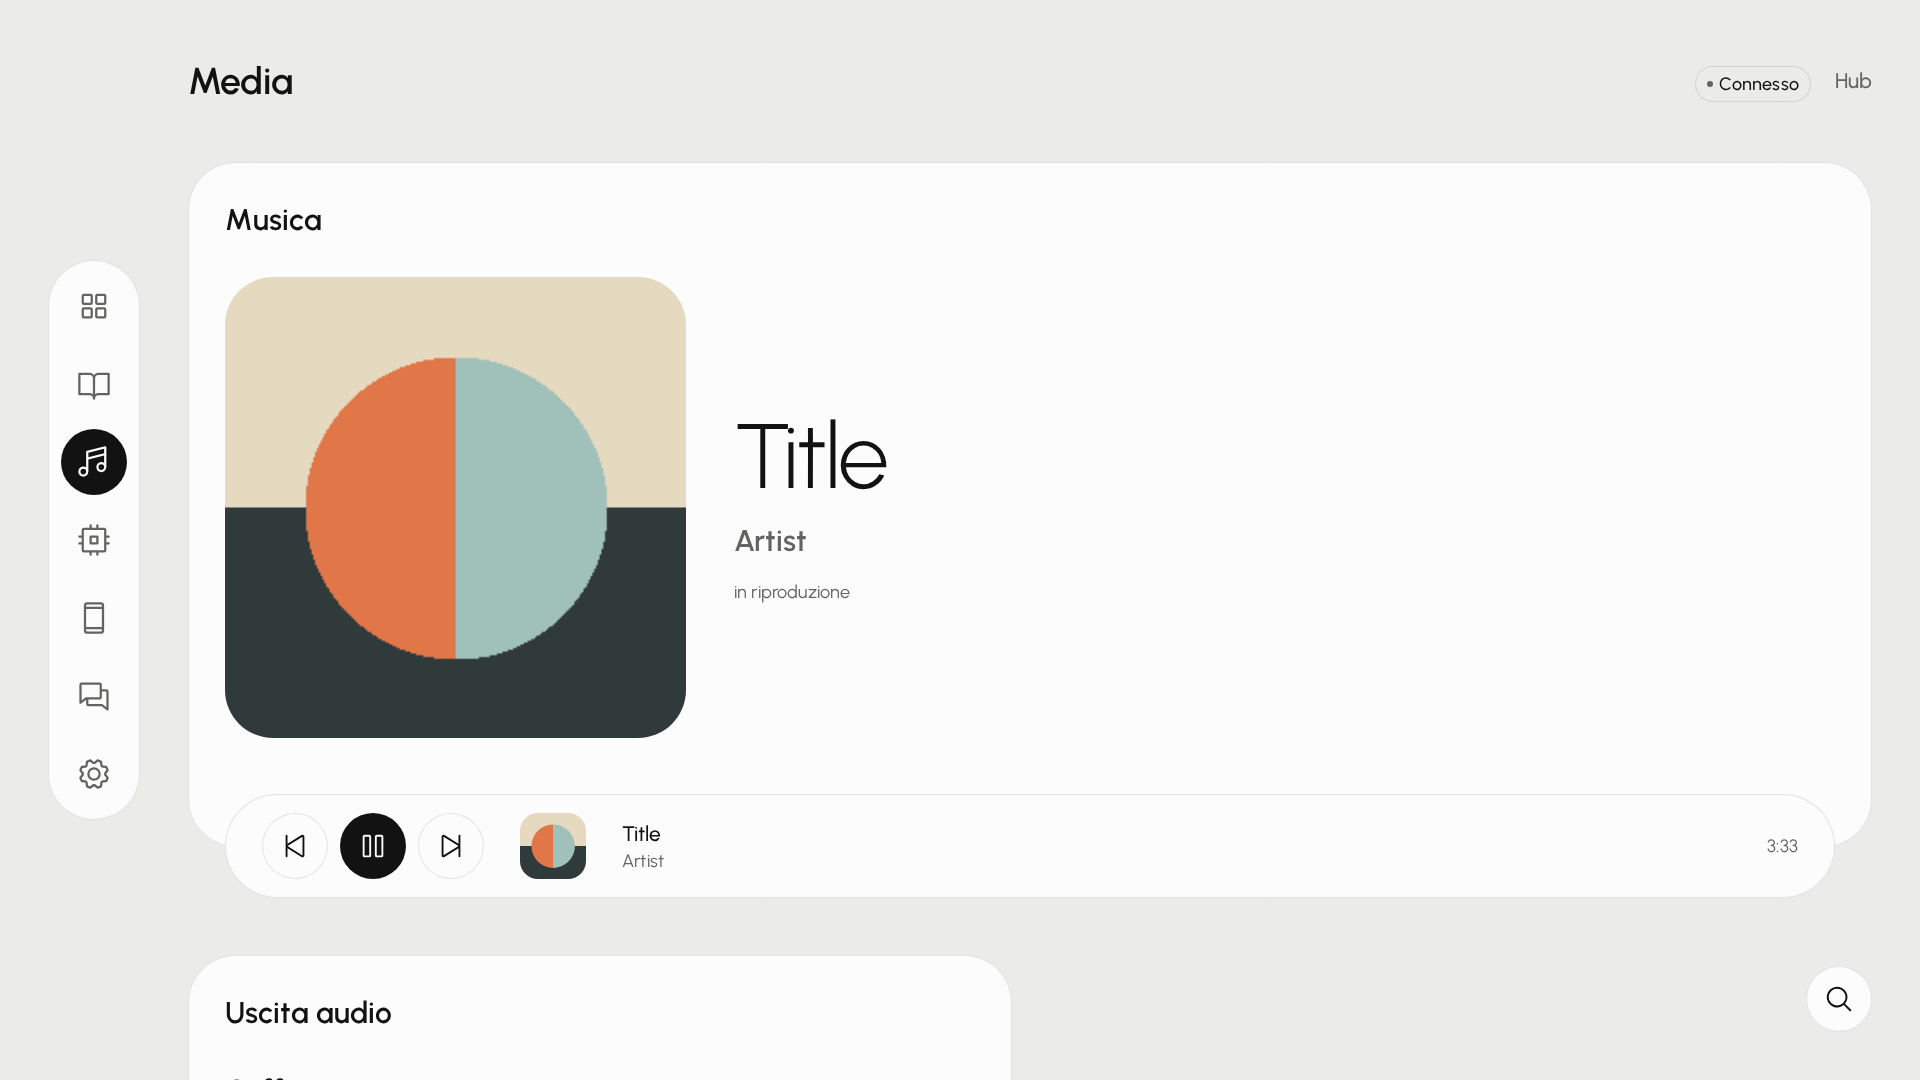 Media
Connesso
Hub
Musica
Title
Artist
in riproduzione
Title
Artist
3:33
Uscita audio